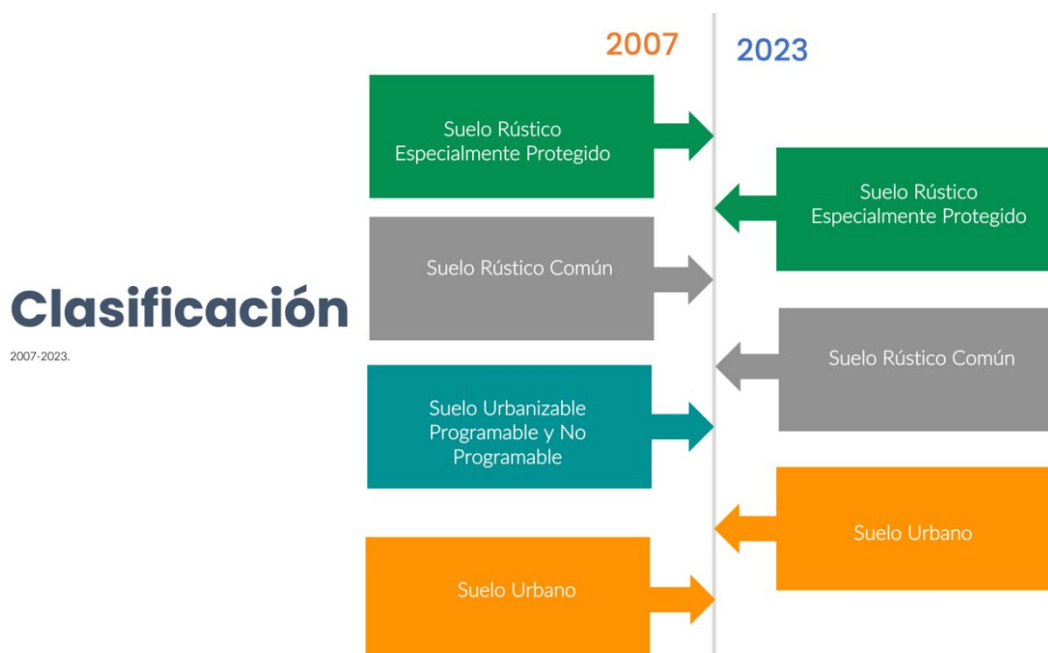 2007
2023
Clasificación
2007-2023.
Suelo Rústico
Especialmente Protegido
Suelo Rústico Común
Suelo Urbanizable
Programable y No
Programable
Suelo Urbano
Suelo Rústico
Especialmente Protegido
Suelo Rústico Común
Suelo Urbano